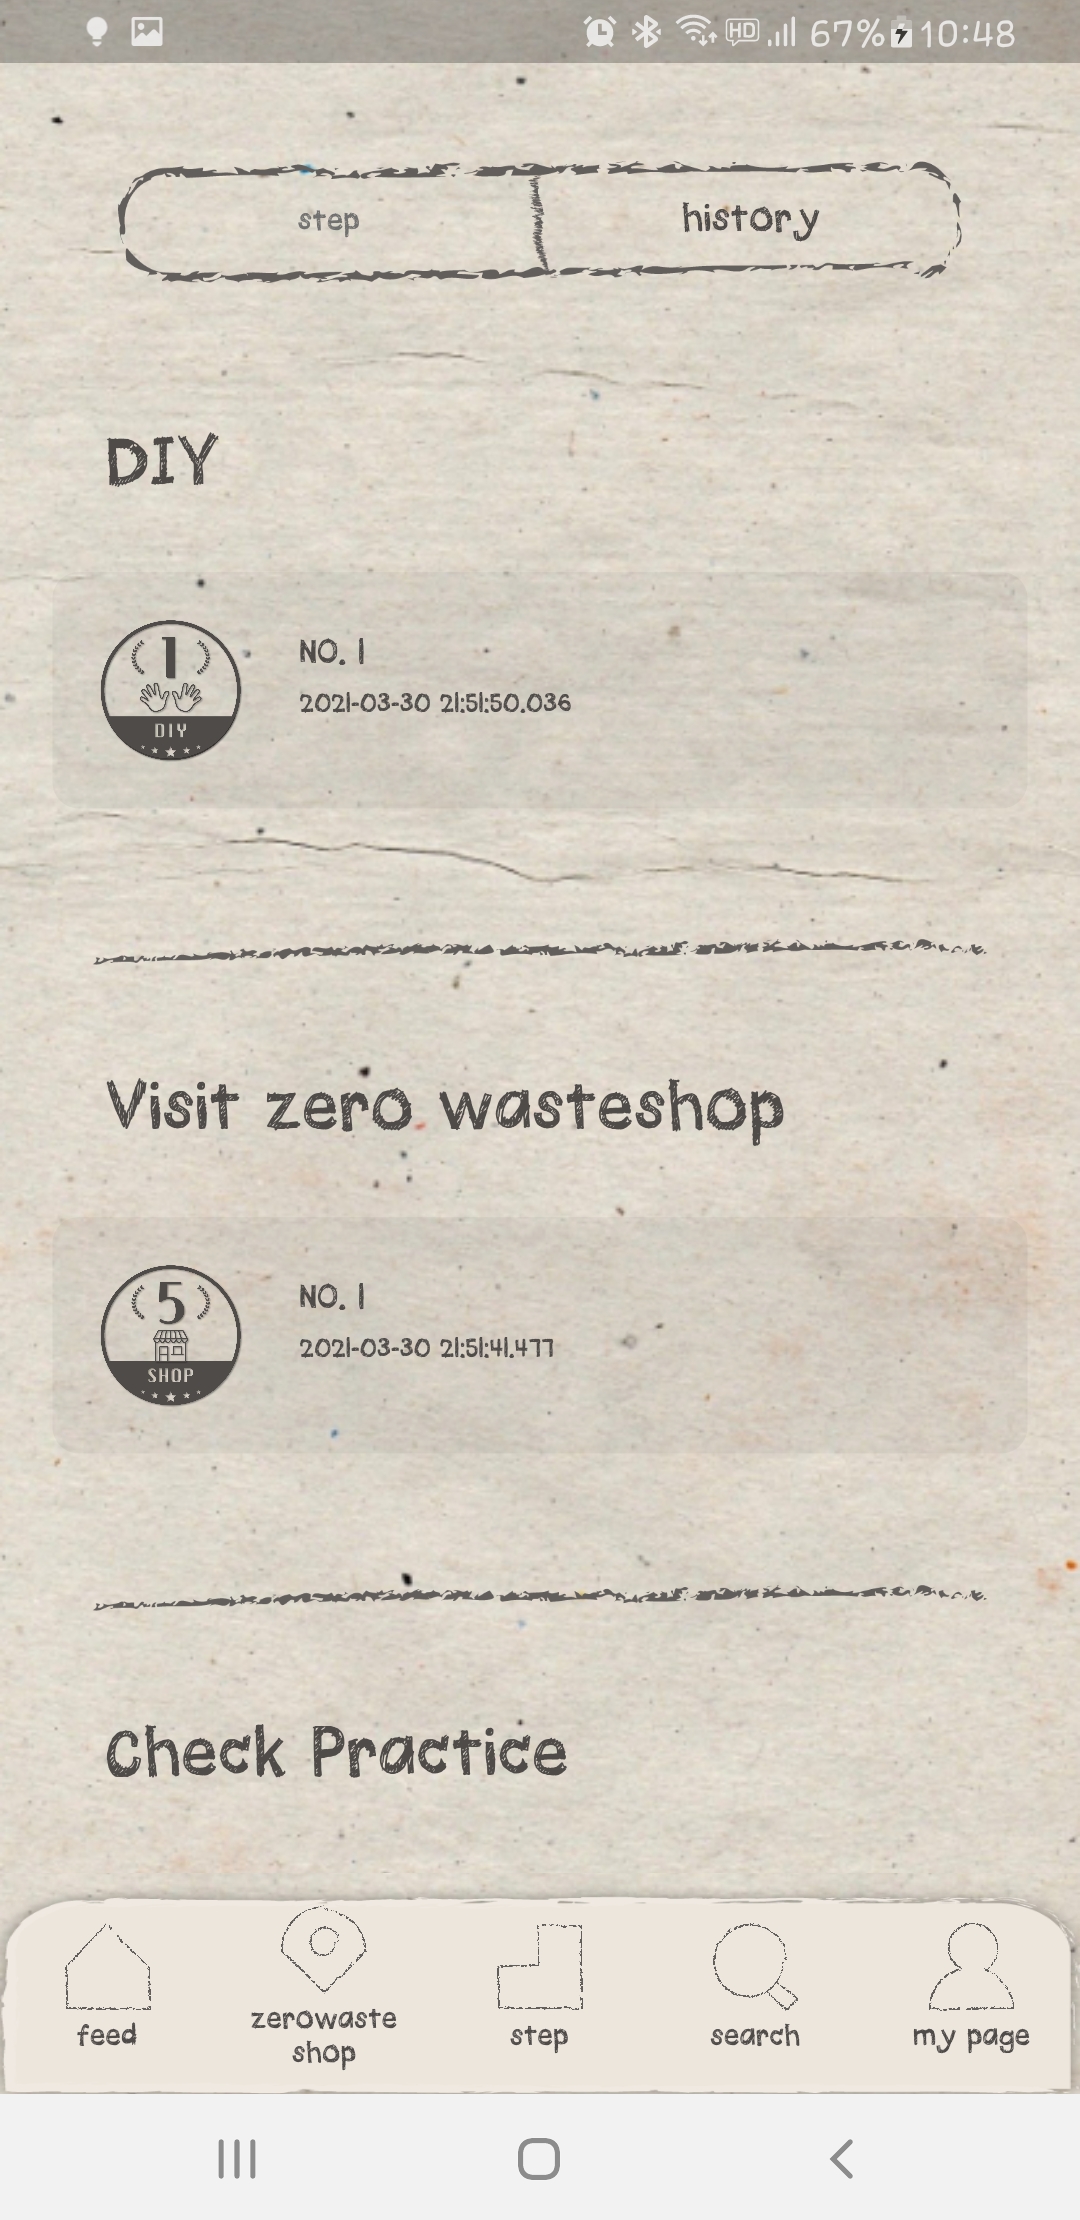 67% 10:48
step
history
DIY
1
DIY
NO. 1
2021-03-30 21:51:50.036
Visit zero wasteshop
5
SHOP
NO. 1
2021-03-30 21:51:41.477
Check Practice
feed
zerowaste
shop
step
search
my page